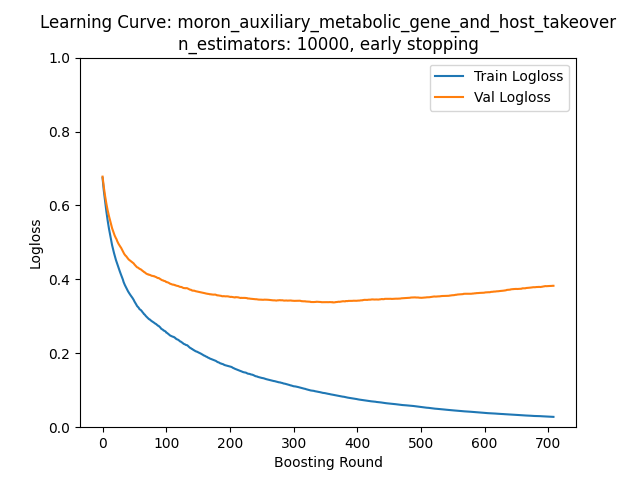 Learning Curve: moron_auxiliary_metabolic_gene_and_host_takeover
n_estimators: 10000, early stopping
Train Logloss
Val Logloss
Logloss
1.0
0.8
0.6
0.4
0.2
0.0
0 100 200 300 400 500 600 700
Boosting Round